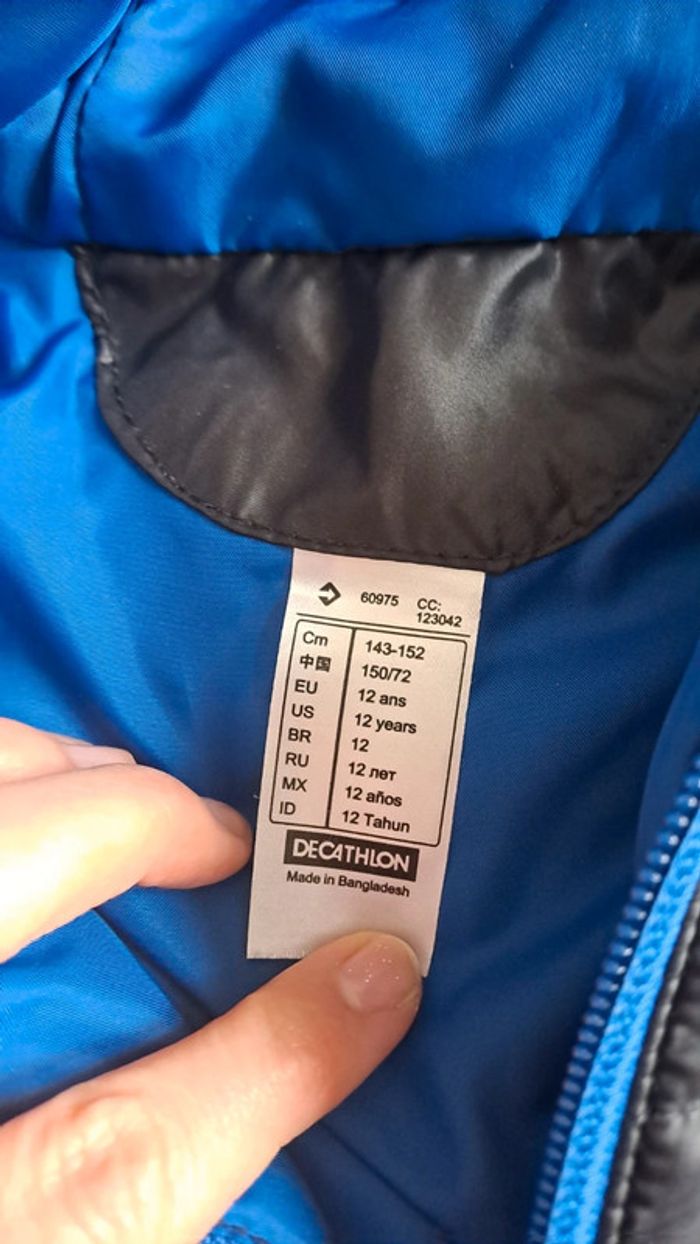 60975 CC:
123042
Cm 143-152
中国 150/72
EU 12 ans
US 12 years
BR 12
RU 12 лет
MX 12 años
ID 12 Tahun
DECATHLON
Made in Bangladesh